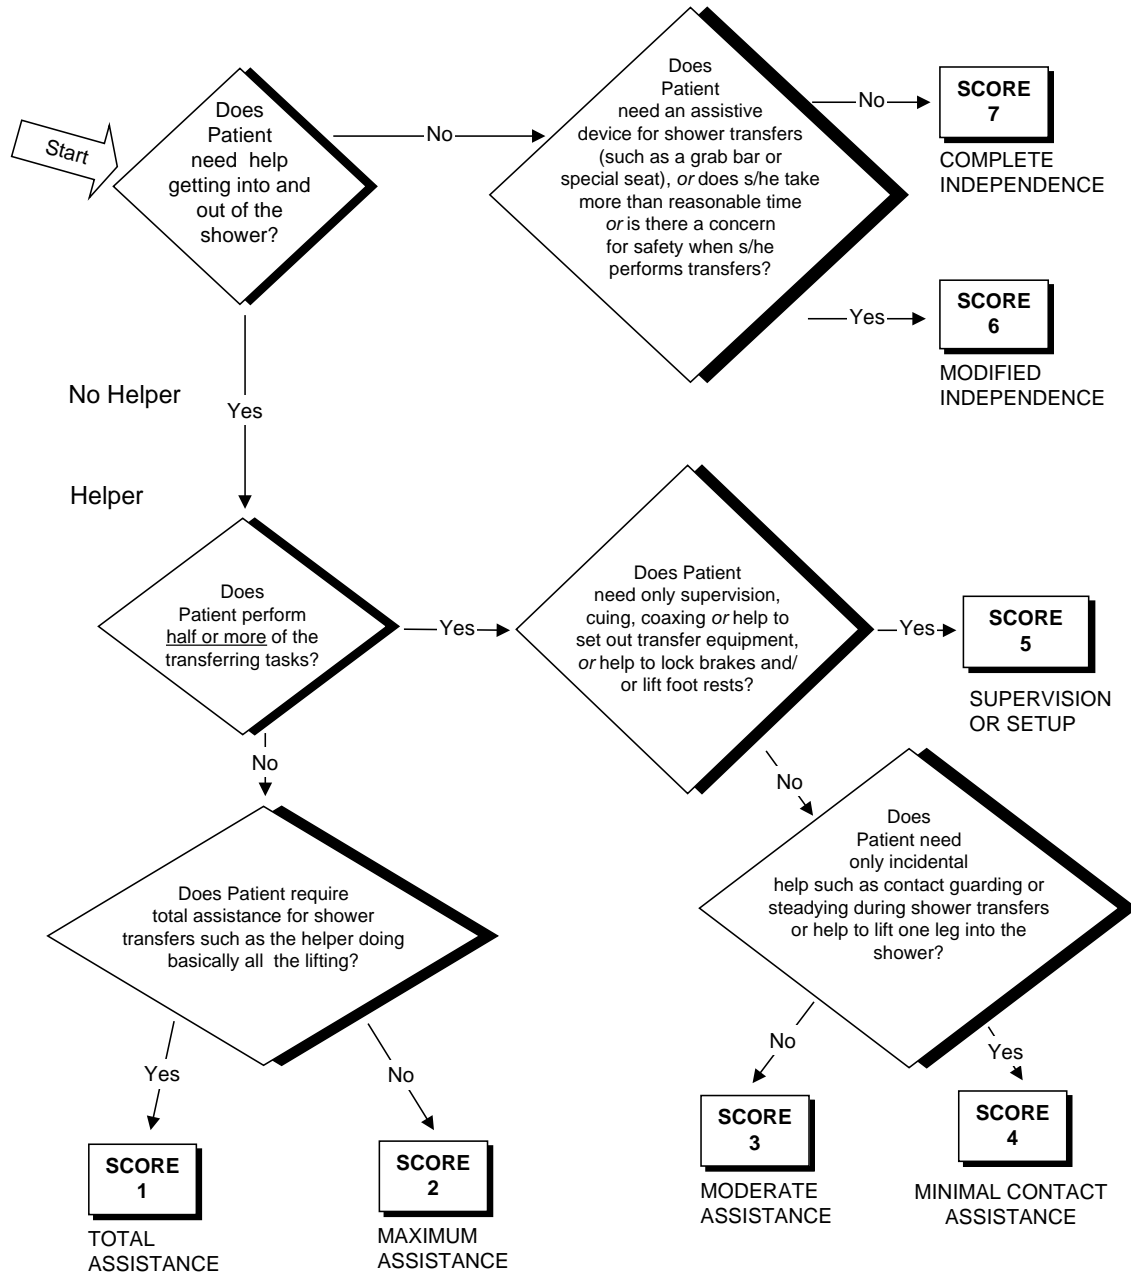 Start
Does
Patient
need help
getting into and
out of the
shower?
No
Does
Patient
need an assistive
device for shower transfers
(such as a grab bar or
special seat), or does s/he take
more than reasonable time
or is there a concern
for safety when s/he
performs transfers?
No
SCORE
7
COMPLETE
INDEPENDENCE
Yes
SCORE
6
MODIFIED
INDEPENDENCE
No Helper
Yes
Helper
Does
Patient perform
half or more of the
transferring tasks?
Yes
Does Patient
need only supervision,
cuing, coaxing or help to
set out transfer equipment,
or help to lock brakes and/
or lift foot rests?
Yes
SCORE
5
SUPERVISION
OR SETUP
No
No
Does
Patient need
only incidental
help such as contact guarding or
steadying during shower transfers
or help to lift one leg into the
shower?
Does Patient require
total assistance for shower
transfers such as the helper doing
basically all the lifting?
Yes
No
No
Yes
SCORE
1
TOTAL
ASSISTANCE
SCORE
2
MAXIMUM
ASSISTANCE
SCORE
3
MODERATE
ASSISTANCE
SCORE
4
MINIMAL CONTACT
ASSISTANCE